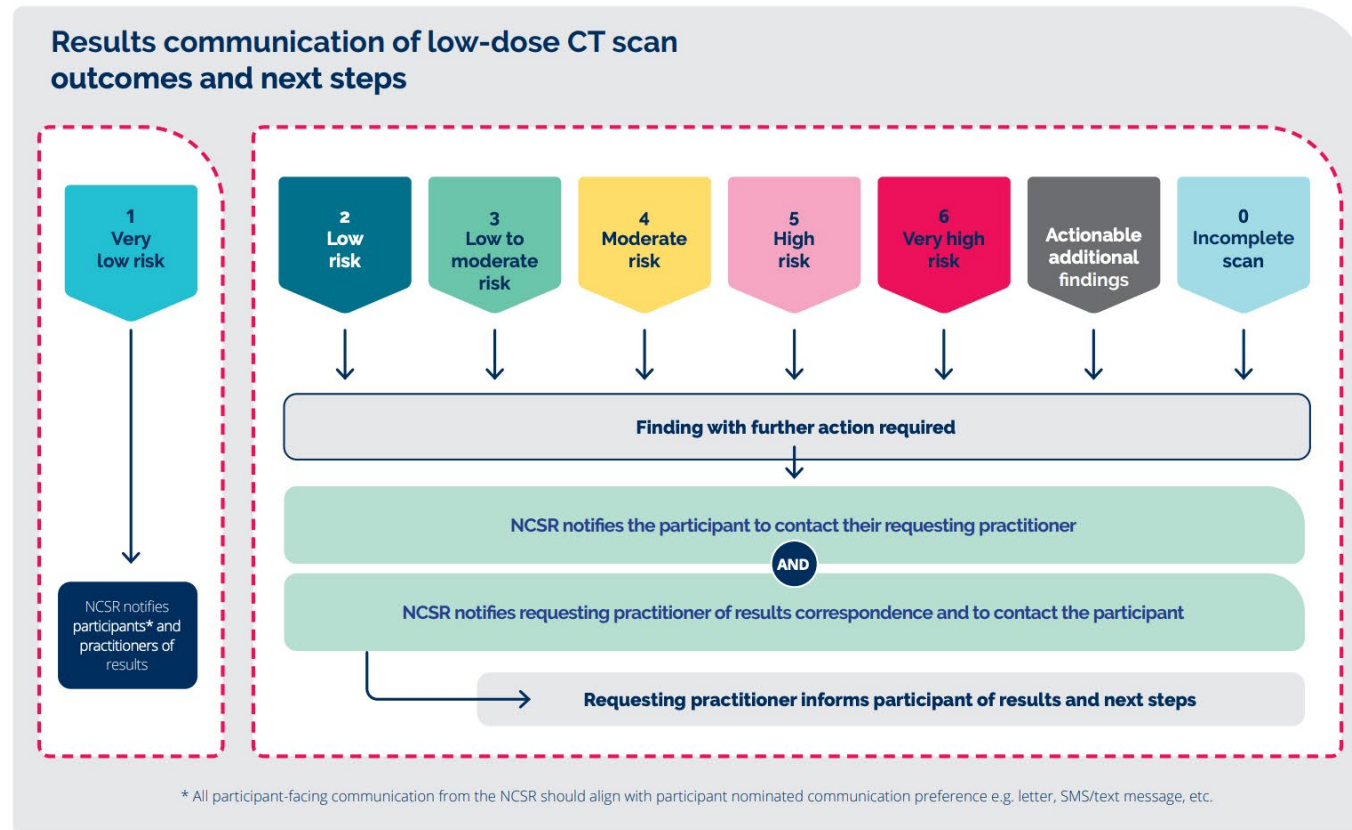 Results communication of low-dose CT scan
outcomes and next steps
1
Very
low risk
2
Low
risk
3
Low to
moderate
risk
4
Moderate
risk
5
High
risk
6
Very high
risk
Actionable
additional
findings
0
Incomplete
scan
Finding with further action required
NCSR notifies the participant to contact their requesting practitioner
AND
NCSR notifies requesting practitioner of results correspondence and to contact the participant
NCSR notifies
participants* and
practitioners of
results
Requesting practitioner informs participant of results and next steps
* All participant-facing communication from the NCSR should align with participant nominated communication preference e.g. letter, SMS/text message, etc.